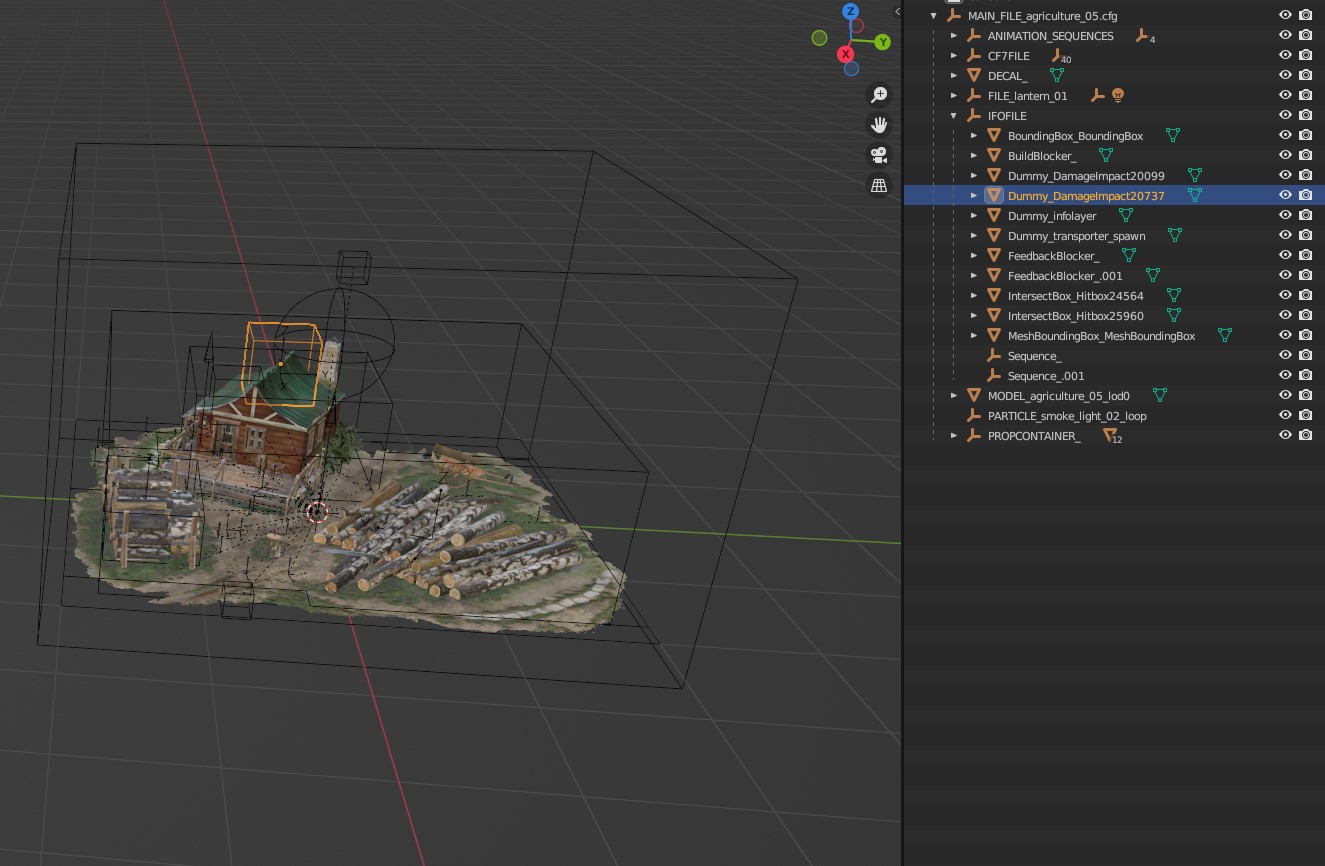 Z
Y
X
MAIN_FILE_agriculture_05.cfg
ANIMATION_SEQUENCES 4
CF7FILE 40
DECAL_
FILE_lantern_01
IFOFILE
BoundingBox_BoundingBox
BuildBlocker_
Dummy_DamageImpact20099
Dummy_DamageImpact20737
Dummy_infolayer
Dummy_transporter_spawn
FeedbackBlocker_
FeedbackBlocker_.001
IntersectBox_Hitbox24564
IntersectBox_Hitbox25960
MeshBoundingBox_MeshBoundingBox
Sequence_
Sequence_.001
MODEL_agriculture_05_lod0
PARTICLE_smoke_light_02_loop
PROPCONTAINER_ 12